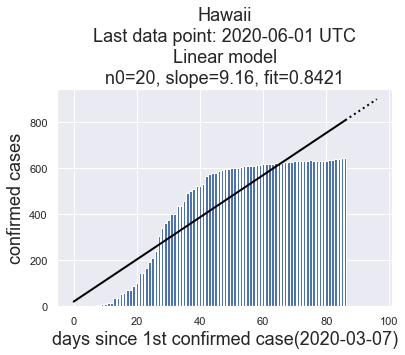 Hawaii
Last data point: 2020-06-01 UTC
Linear model
n0=20, slope=9.16, fit=0.8421
confirmed cases
800
600
400
200
0
0 20 40 60 80 100
days since 1st confirmed case(2020-03-07)